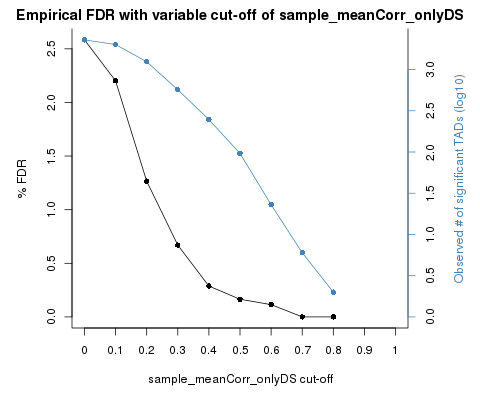 Empirical FDR with variable cut-off of sample_meanCorr_onlyDS
% FDR
2.5
2.0
1.5
1.0
0.5
0.0
3.0
2.5
2.0
1.5
1.0
0.5
0.0
Observed # of significant TADs (log10)
0 0.1 0.2 0.3 0.4 0.5 0.6 0.7 0.8 0.9 1
sample_meanCorr_onlyDS cut-off